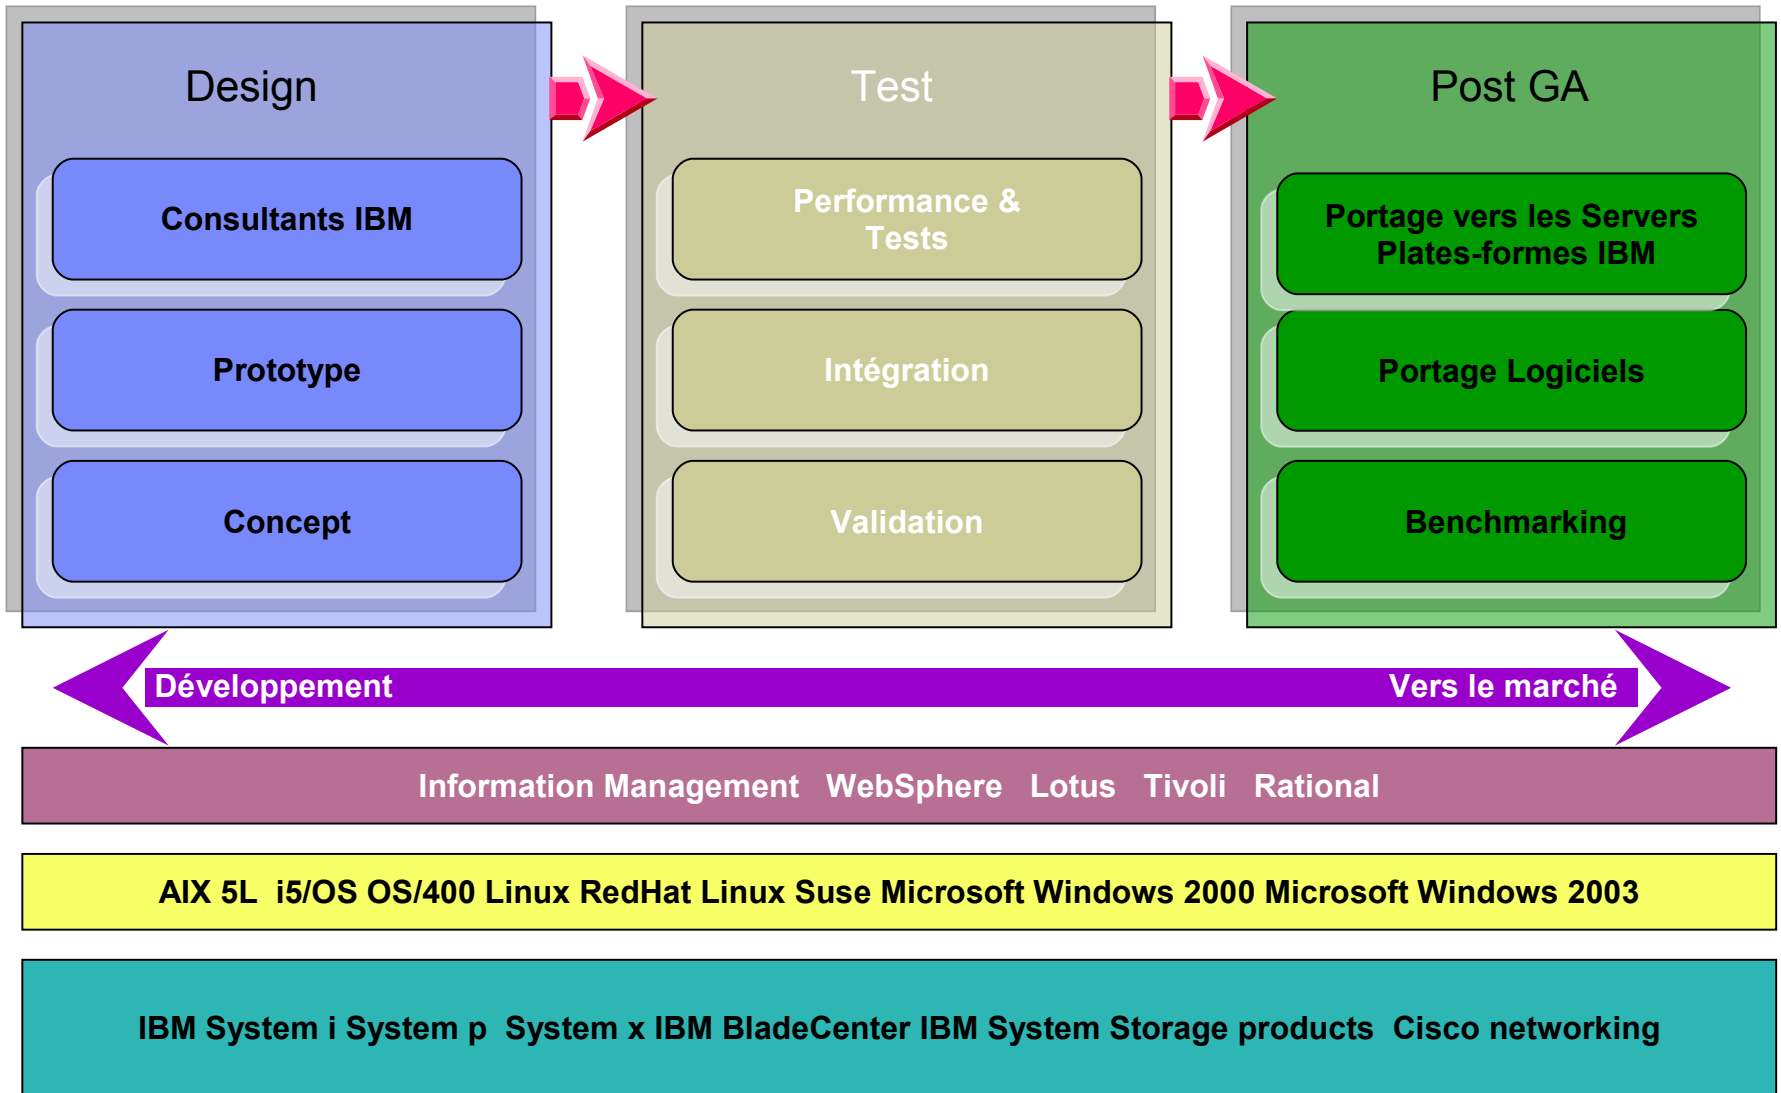 Design
Consultants IBM
Prototype
Concept
Test
Performance &
Tests
Intégration
Validation
Post GA
Portage vers les Servers
Plates-formes IBM
Portage Logiciels
Benchmarking
Développement
Vers le marché
Information Management WebSphere Lotus Tivoli Rational
AIX 5L i5/OS OS/400 Linux RedHat Linux Suse Microsoft Windows 2000 Microsoft Windows 2003
IBM System i System p System x IBM BladeCenter IBM System Storage products Cisco networking